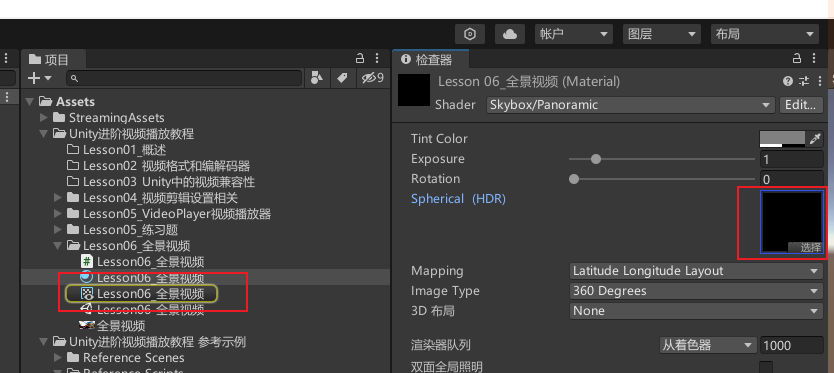 帐户
图层
布局
项目
9
Assets
StreamingAssets
Unity进阶视频播放教程
Lesson01_概述
Lesson02 视频格式和编解码器
Lesson03 Unity中的视频兼容性
Lesson04_视频剪辑设置相关
Lesson05_VideoPlayer视频播放器
Lesson05_练习题
Lesson06_全景视频
Lesson06_全景视频
Lesson06_全景视频
Lesson06_全景视频
Lesson06_全景视频
全景视频
Unity进阶视频播放教程 参考示例
Reference Scenes
Reference Scripts
检查器
Lesson 06_全景视频 (Material)
Shader
Skybox/Panoramic
Edit...
Tint Color
Exposure
1
Rotation
0
Spherical (HDR)
选择
Mapping
Latitude Longitude Layout
Image Type
360 Degrees
3D 布局
None
渲染器队列
从着色器
1000
双面全局照明